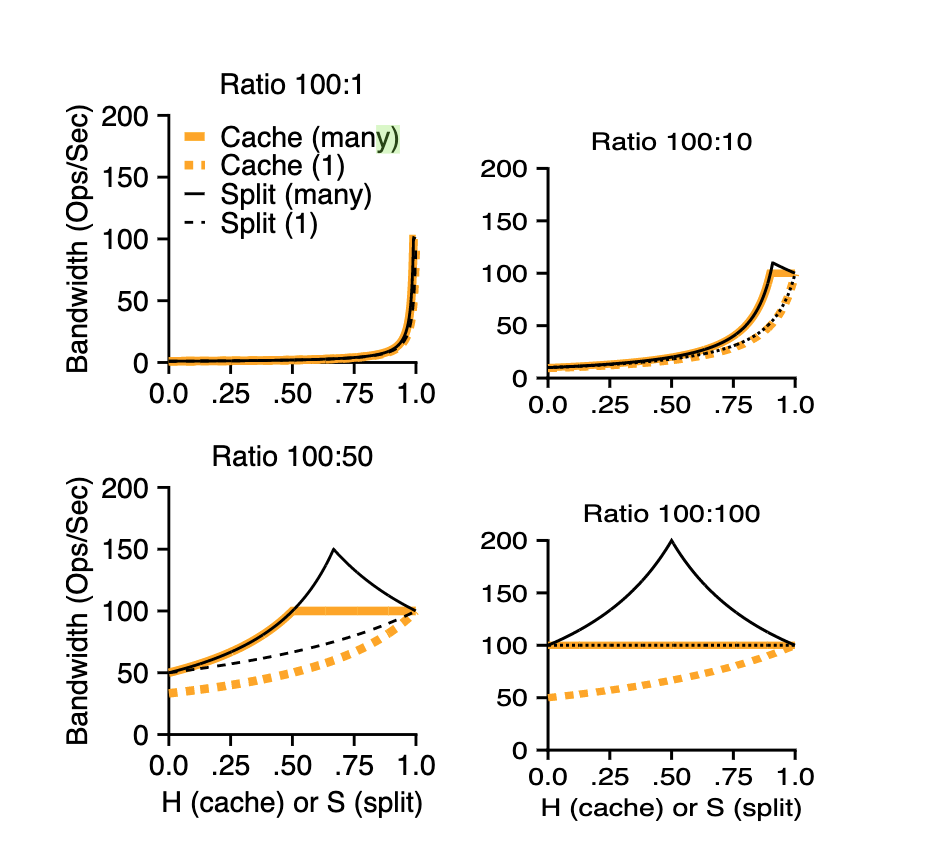 Ratio 100:1
Bandwidth (Ops/Sec)
200
150
100
50
0
Cache (many)
Cache (1)
Split (many)
Split (1)
0.0 .25 .50 .75 1.0
Ratio 100:10
200
150
100
50
0
0.0 .25 .50 .75 1.0
Ratio 100:50
Bandwidth (Ops/Sec)
200
150
100
50
0
0.0 .25 .50 .75 1.0
H (cache) or S (split)
Ratio 100:100
200
150
100
50
0
0.0 .25 .50 .75 1.0
H (cache) or S (split)